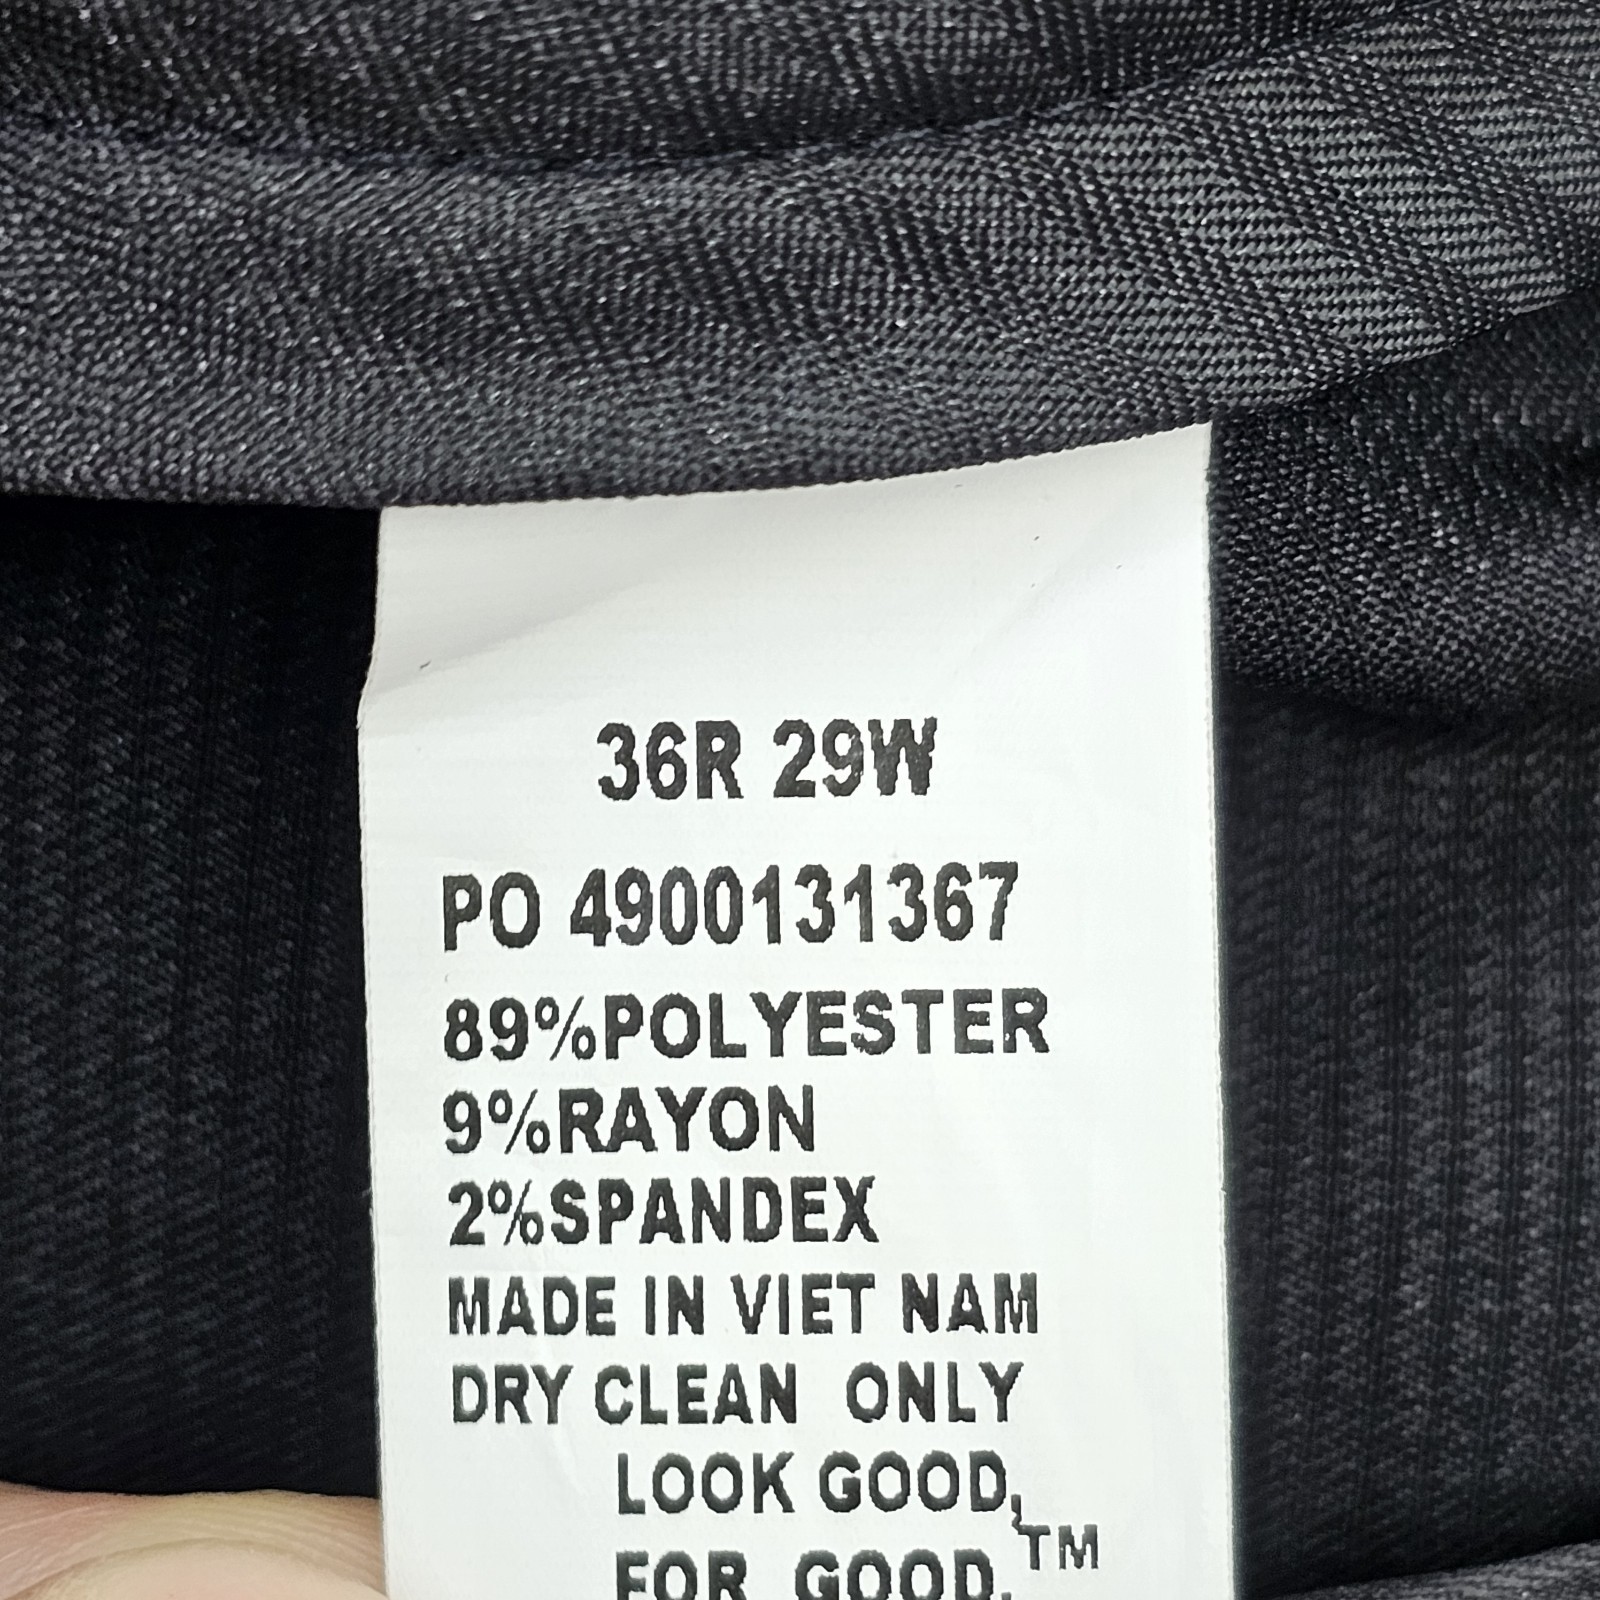 36R 29W
PO 4900131367
89%POLYESTER
9%RAYON
2%SPANDEX
MADE IN VIET NAM
DRY CLEAN ONLY
LOOK GOOD,
FOR GOOD.™